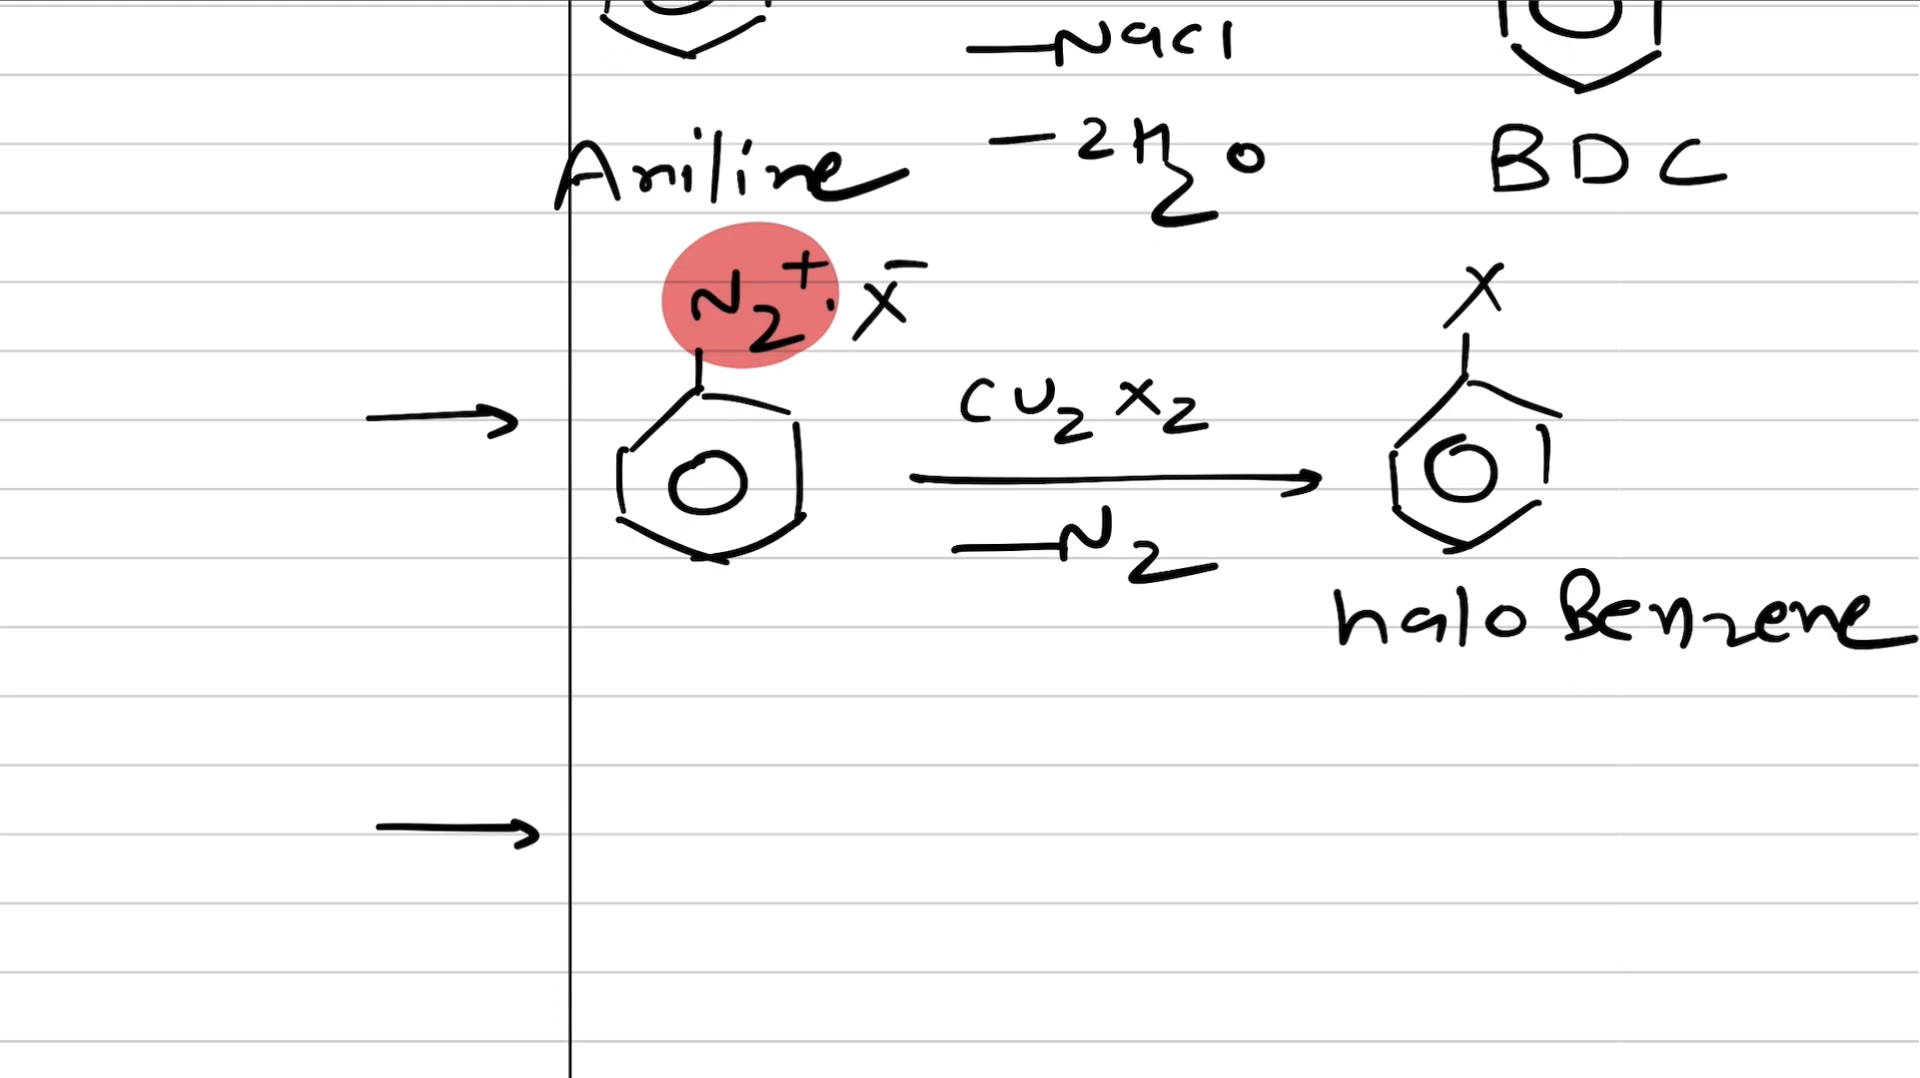 —NaCl
Aniline -2H2O BDC
N2+.X- X
Cu2X2
—N2
halo Benzene